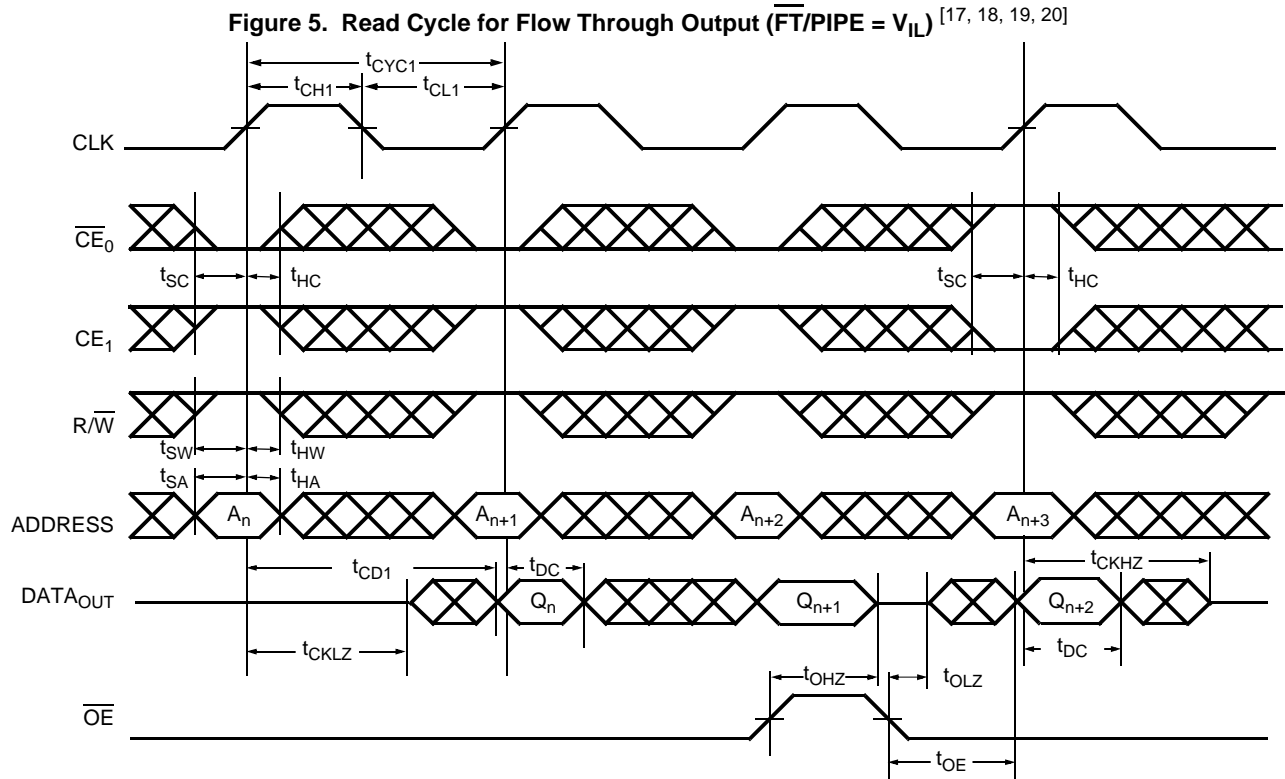 Figure 5. Read Cycle for Flow Through Output (FT/PIPE = VIL) [17, 18, 19, 20]
tCYC1
tCH1 tCL1
CLK
CE0
tSC tHC tSC tHC
CE1
R/W
tSW tHW
tSA tHA
ADDRESS An An+1 An+2 An+3
tCD1 tDC tCKHZ
DATAOUT Qn Qn+1 Qn+2
tCKLZ tDC
tOHZ tOLZ
OE
tOE